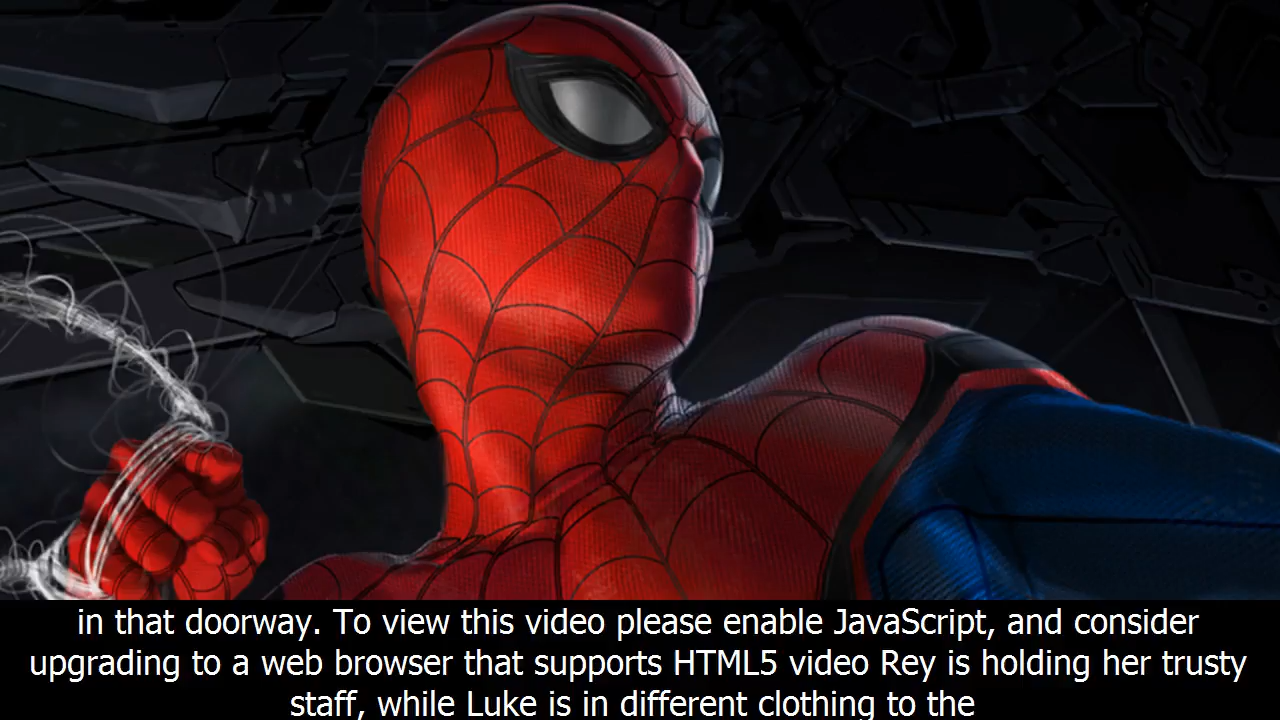 in that doorway. To view this video please enable JavaScript, and consider
upgrading to a web browser that supports HTML5 video Rey is holding her trusty
staff, while Luke is in different clothing to the